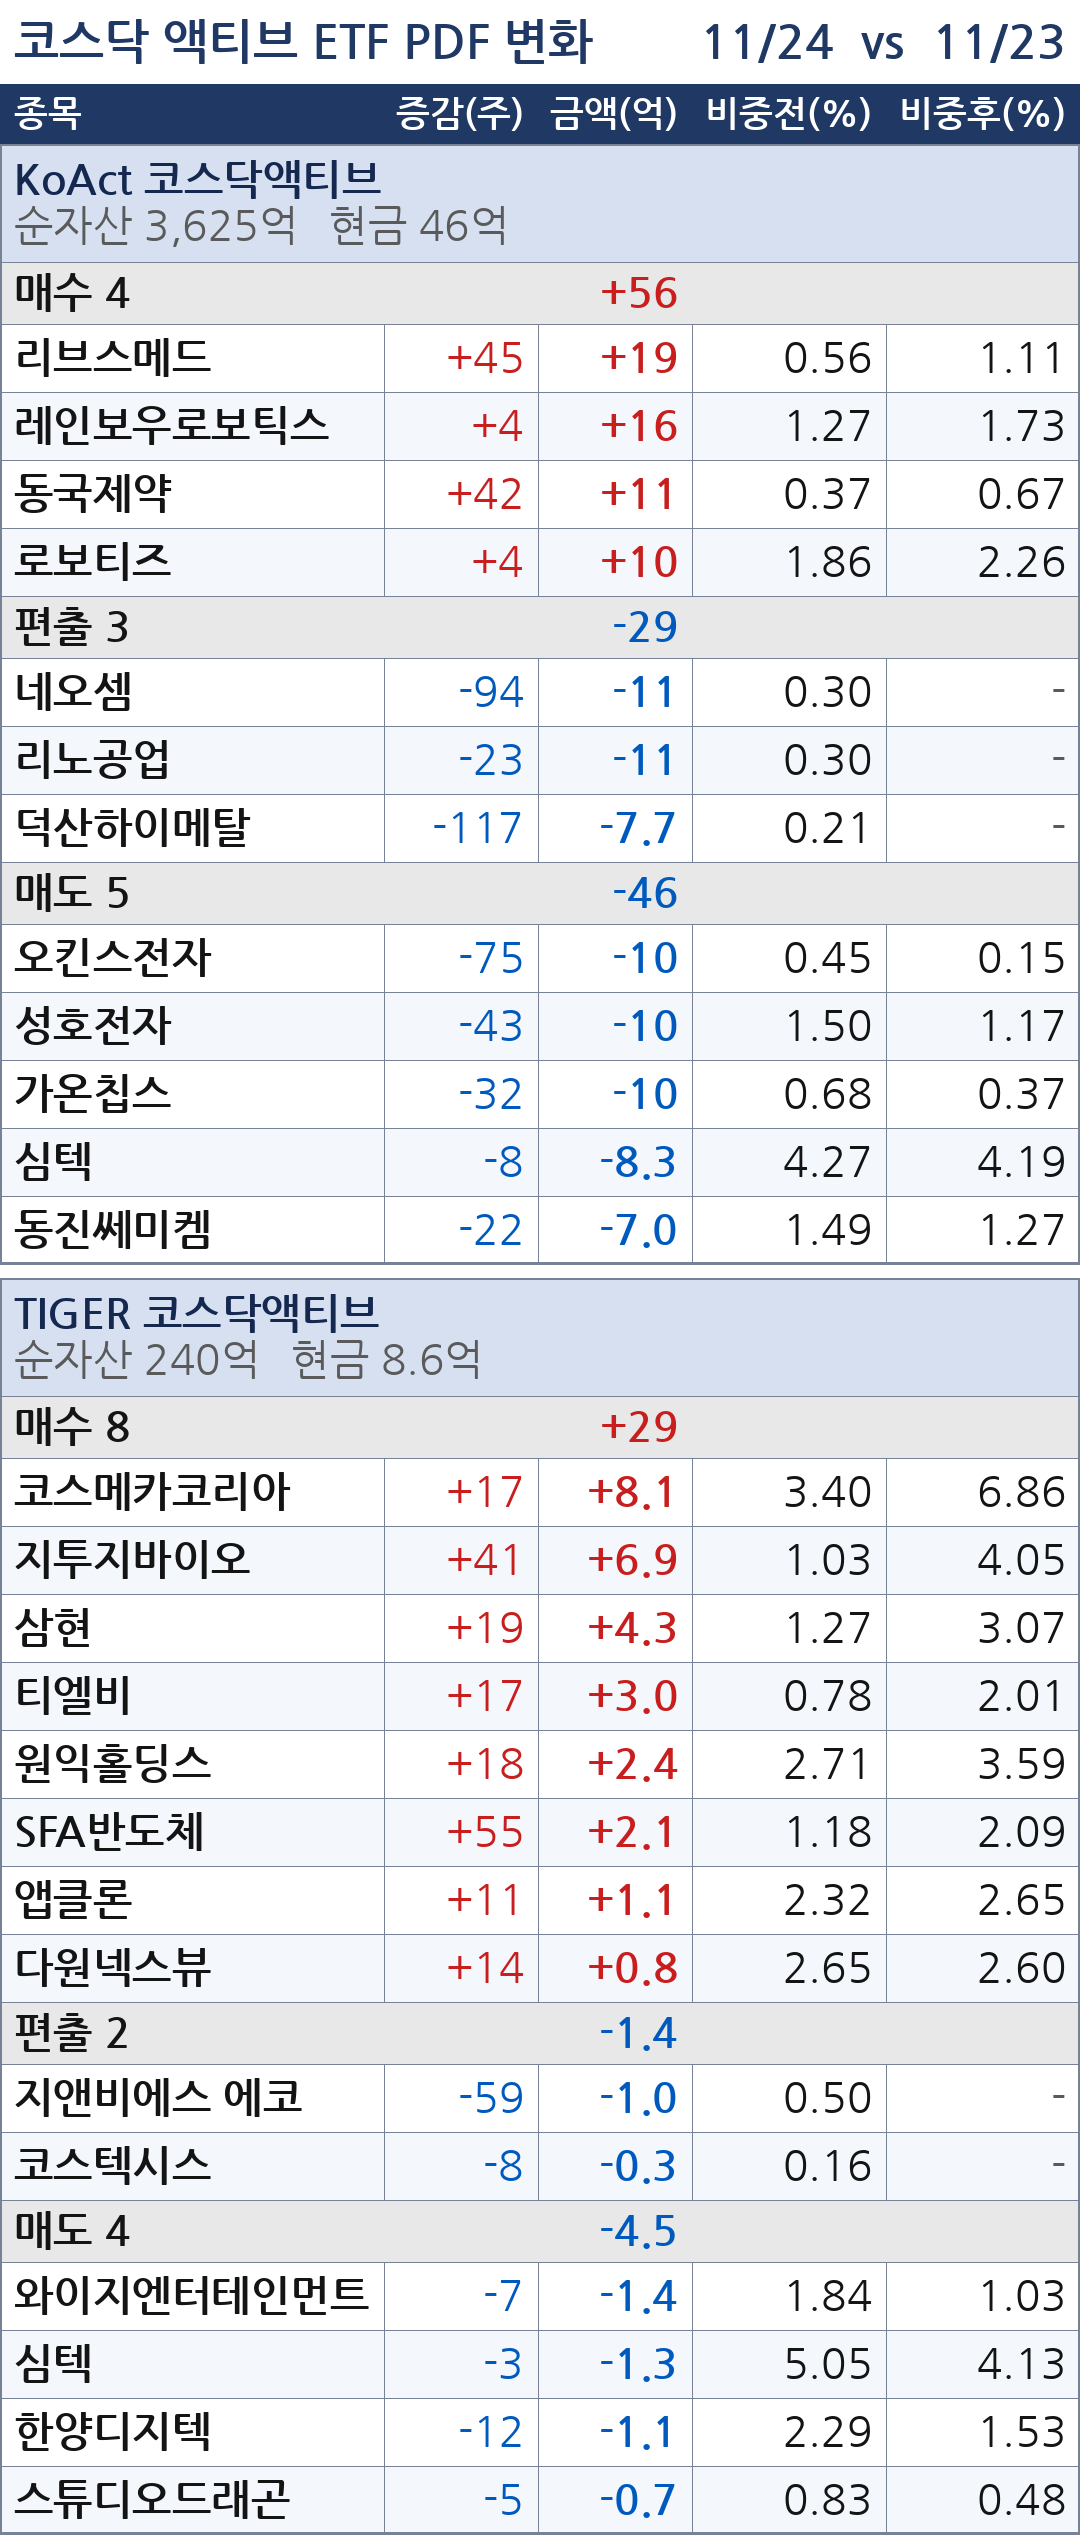 코스닥 액티브 ETF PDF 변화 11/24 vs 11/23
종목 증감(주) 금액(억) 비중전(%) 비중후(%)
KoAct 코스닥액티브
순자산 3,625억 현금 46억
매수 4 +56
리브스메드 +45 +19 0.56 1.11
레인보우로보틱스 +4 +16 1.27 1.73
동국제약 +42 +11 0.37 0.67
로보티즈 +4 +10 1.86 2.26
편출 3 -29
네오셈 -94 -11 0.30 -
리노공업 -23 -11 0.30 -
덕산하이메탈 -117 -7.7 0.21 -
매도 5 -46
오킨스전자 -75 -10 0.45 0.15
성호전자 -43 -10 1.50 1.17
가온칩스 -32 -10 0.68 0.37
심텍 -8 -8.3 4.27 4.19
동진쎄미켐 -22 -7.0 1.49 1.27
TIGER 코스닥액티브
순자산 240억 현금 8.6억
매수 8 +29
코스메카코리아 +17 +8.1 3.40 6.86
지투지바이오 +41 +6.9 1.03 4.05
삼현 +19 +4.3 1.27 3.07
티엘비 +17 +3.0 0.78 2.01
원익홀딩스 +18 +2.4 2.71 3.59
SFA반도체 +55 +2.1 1.18 2.09
앱클론 +11 +1.1 2.32 2.65
다원넥스뷰 +14 +0.8 2.65 2.60
편출 2 -1.4
지앤비에스 에코 -59 -1.0 0.50 -
코스텍시스 -8 -0.3 0.16 -
매도 4 -4.5
와이지엔터테인먼트 -7 -1.4 1.84 1.03
심텍 -3 -1.3 5.05 4.13
한양디지텍 -12 -1.1 2.29 1.53
스튜디오드래곤 -5 -0.7 0.83 0.48